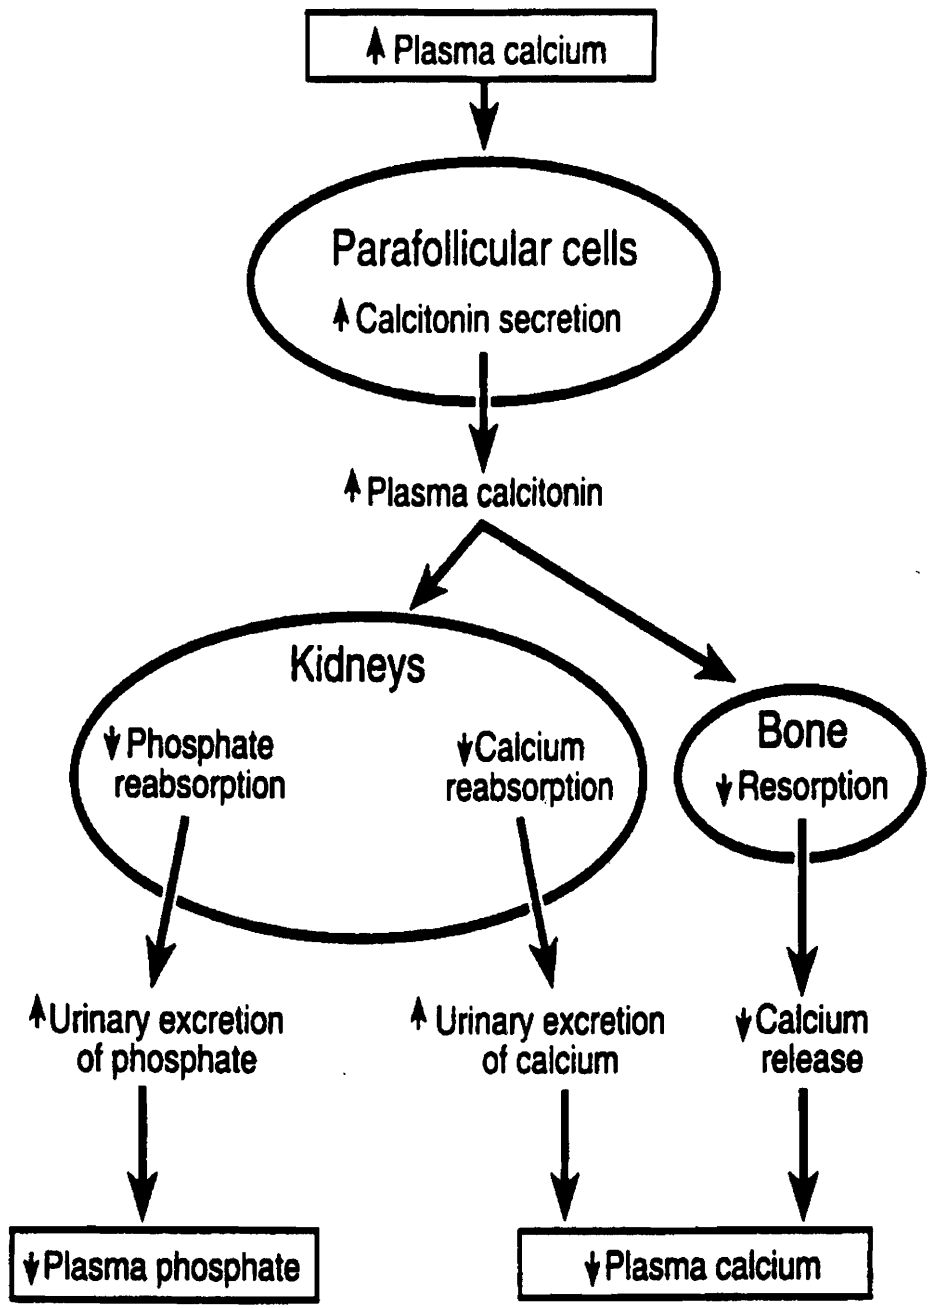 ↑ Plasma calcium
Parafollicular cells
↑ Calcitonin secretion
↑ Plasma calcitonin
Kidneys
↓ Phosphate
reabsorption
↓ Calcium
reabsorption
Bone
↓ Resorption
↑ Urinary excretion
of phosphate
↑ Urinary excretion
of calcium
↓ Calcium
release
↓ Plasma phosphate
↓ Plasma calcium